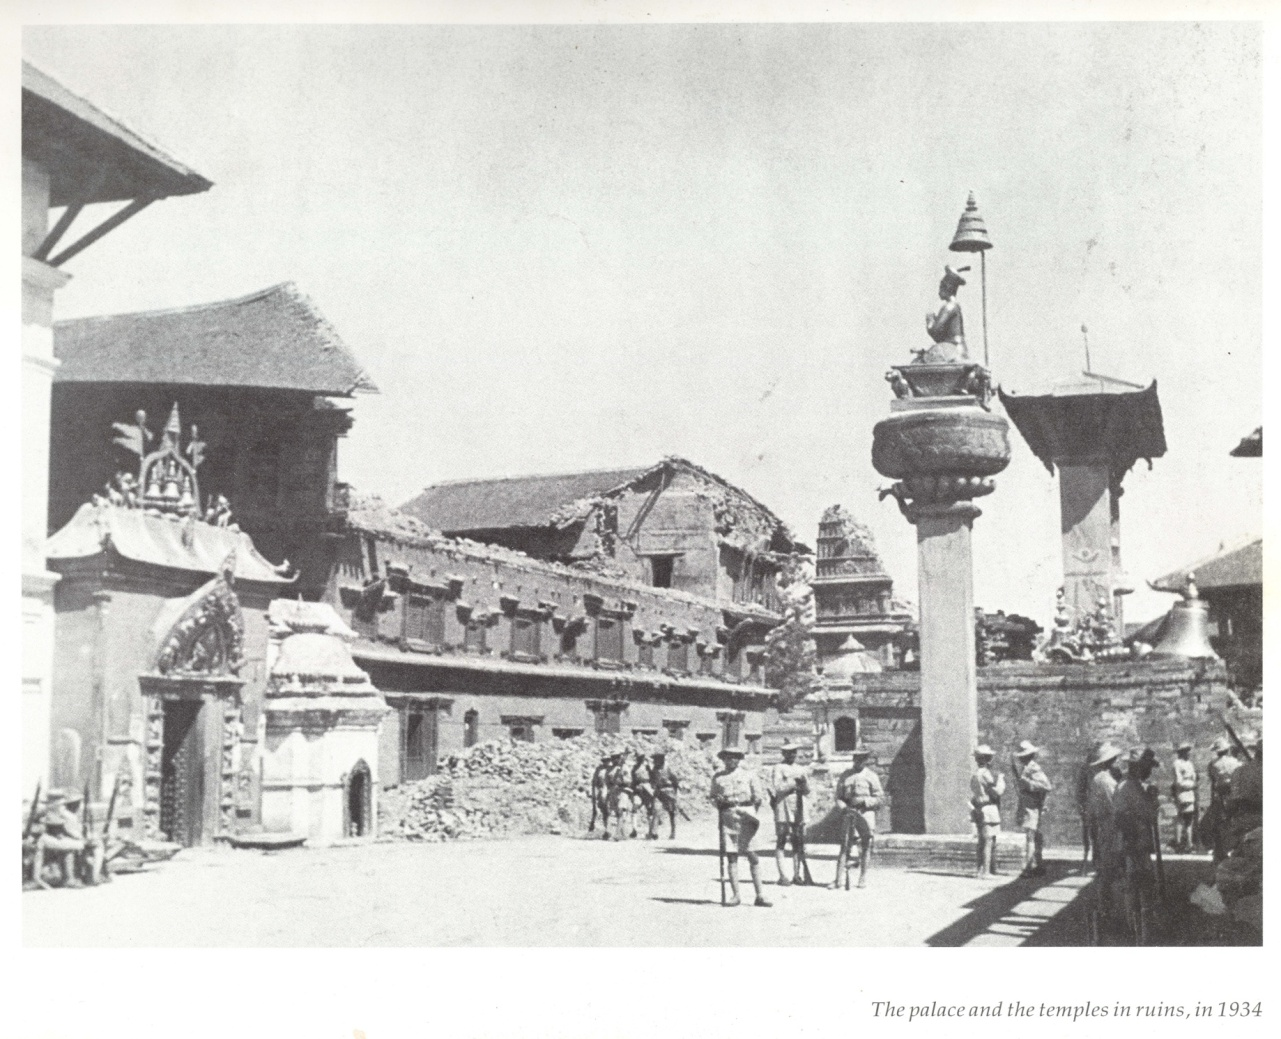 The palace and the temples in ruins, in 1934